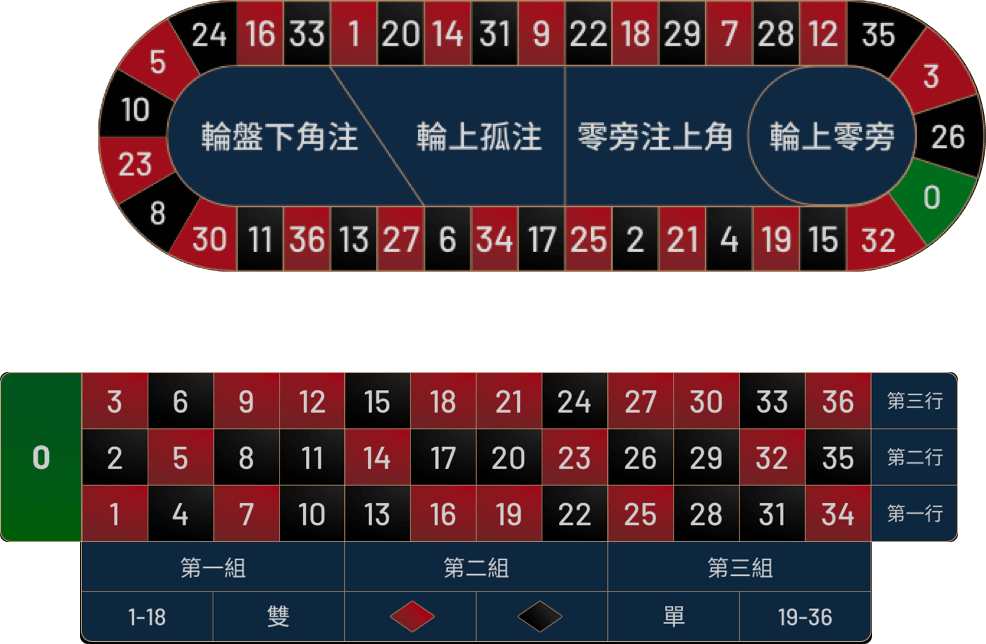 24 16 33 1 20 14 31 9 22 18 29 7 28 12 35
5 3
10 輪盤下角注 輪上孤注 零旁注上角 輪上零旁 26
23
8 0
30 11 36 13 27 6 34 17 25 2 21 4 19 15 32
3 6 9 12 15 18 21 24 27 30 33 36 第三行
0 2 5 8 11 14 17 20 23 26 29 32 35 第二行
1 4 7 10 13 16 19 22 25 28 31 34 第一行
第一組 第二組 第三組
1-18 雙 單 19-36